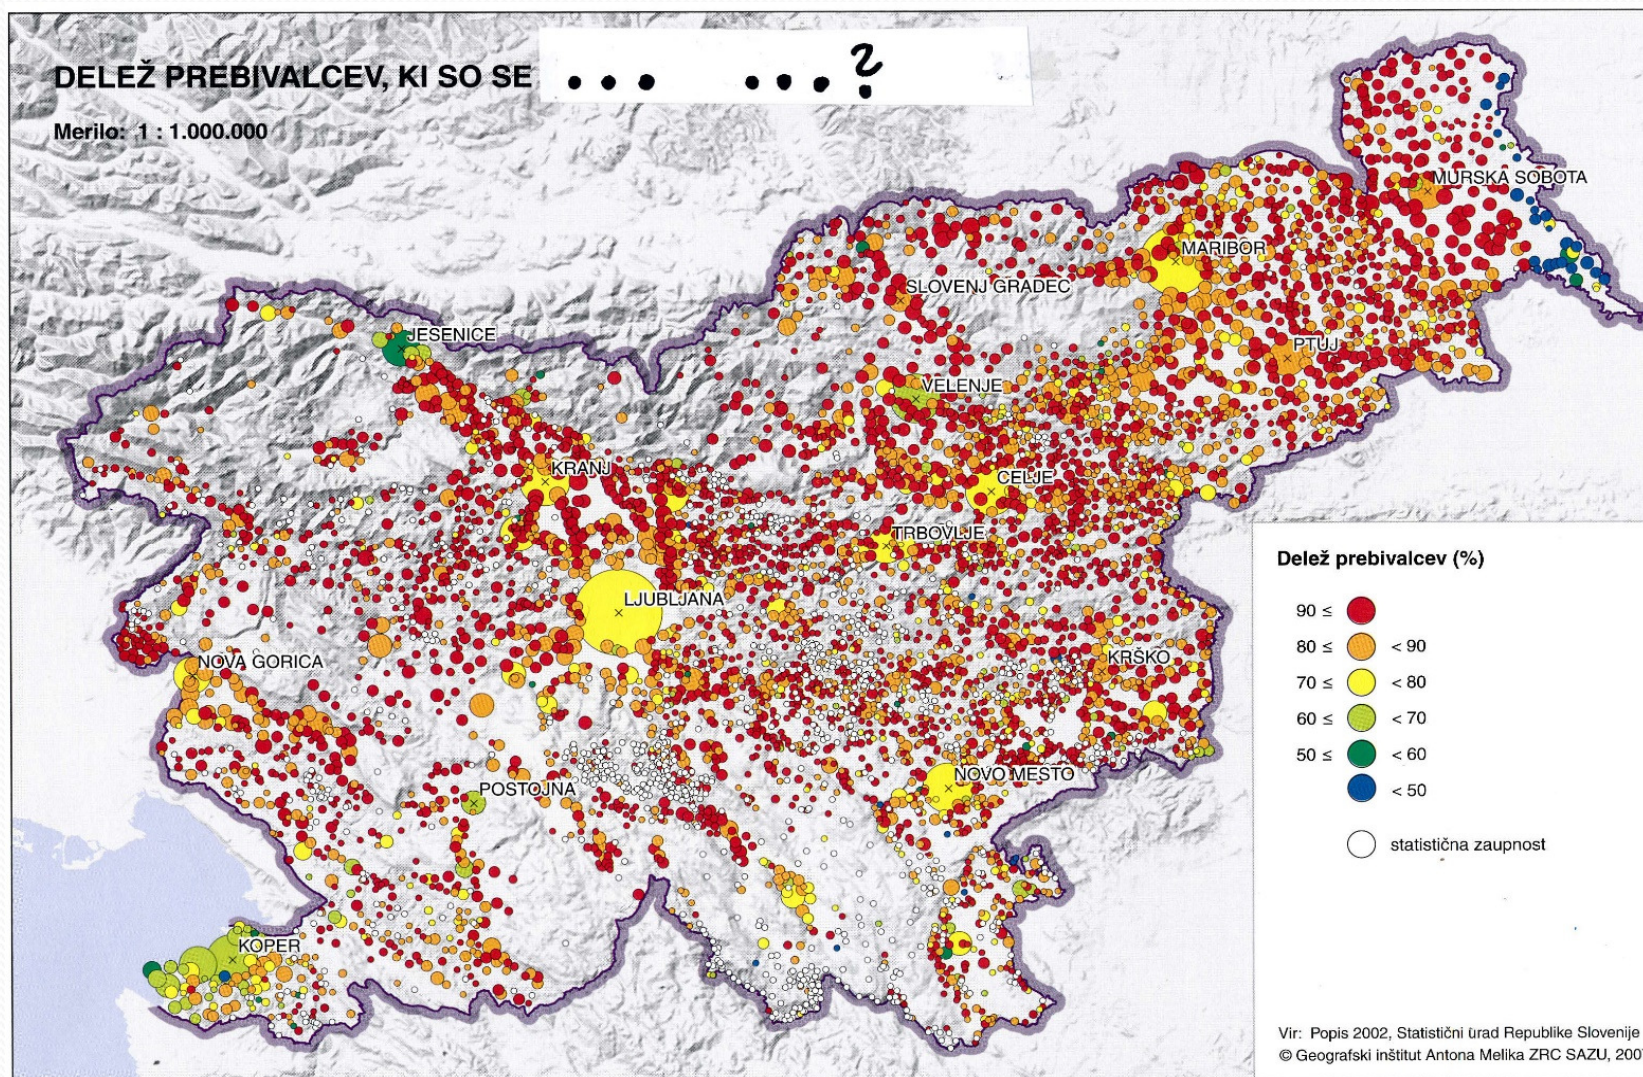 DELEŽ PREBIVALCEV, KI SO SE ... ...?
Merilo: 1 : 1.000.000
MURSKA SOBOTA
MARIBOR
SLOVENJ GRADEC
JESENICE
PTUJ
VELENJE
KRANJ
CELJE
TRBOVLJE
LJUBLJANA
NOVA GORICA
KRŠKO
NOVO MESTO
POSTOJNA
KOPER
Delež prebivalcev (%)
90 ≤
80 ≤ < 90
70 ≤ < 80
60 ≤ < 70
50 ≤ < 60
< 50
statistična zaupnost
Vir: Popis 2002, Statistični urad Republike Slovenije
© Geografski inštitut Antona Melika ZRC SAZU, 200